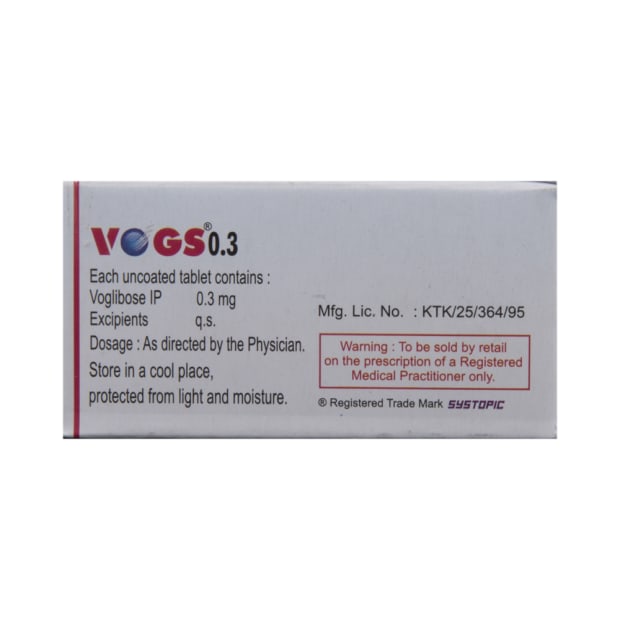 VOGS® 0.3
Each uncoated tablet contains :
Voglibose IP 0.3 mg
Excipients q.s.
Dosage : As directed by the Physician.
Store in a cool place,
protected from light and moisture.
Mfg. Lic. No. : KTK/25/364/95
Warning : To be sold by retail
on the prescription of a Registered
Medical Practitioner only.
® Registered Trade Mark SYSTOPIC